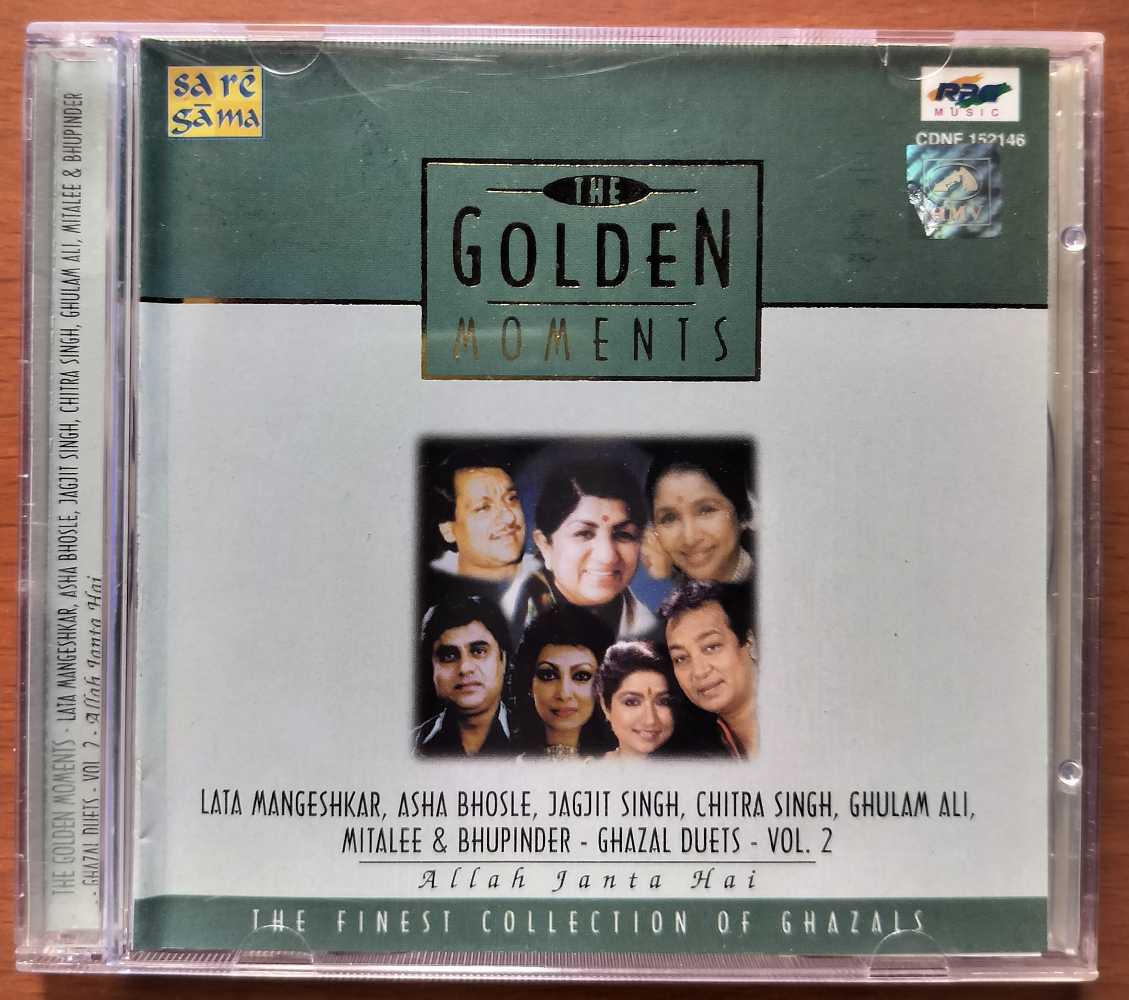 THE GOLDEN MOMENTS - LATA MANGESHKAR, ASHA BHOSLE, JAGJIT SINGH, CHITRA SINGH, GHULAM ALI, MITALEE & BHUPINDER
- GHAZAL DUETS - VOL. 2 - Allah Janta Hai
sa rē
gāma
RPG
MUSIC
CDNF 152146
HMV
THE
GOLDEN
MOMENTS
LATA MANGESHKAR, ASHA BHOSLE, JAGJIT SINGH, CHITRA SINGH, GHULAM ALI,
MITALEE & BHUPINDER - GHAZAL DUETS - VOL. 2
Allah Janta Hai
THE FINEST COLLECTION OF GHAZALS